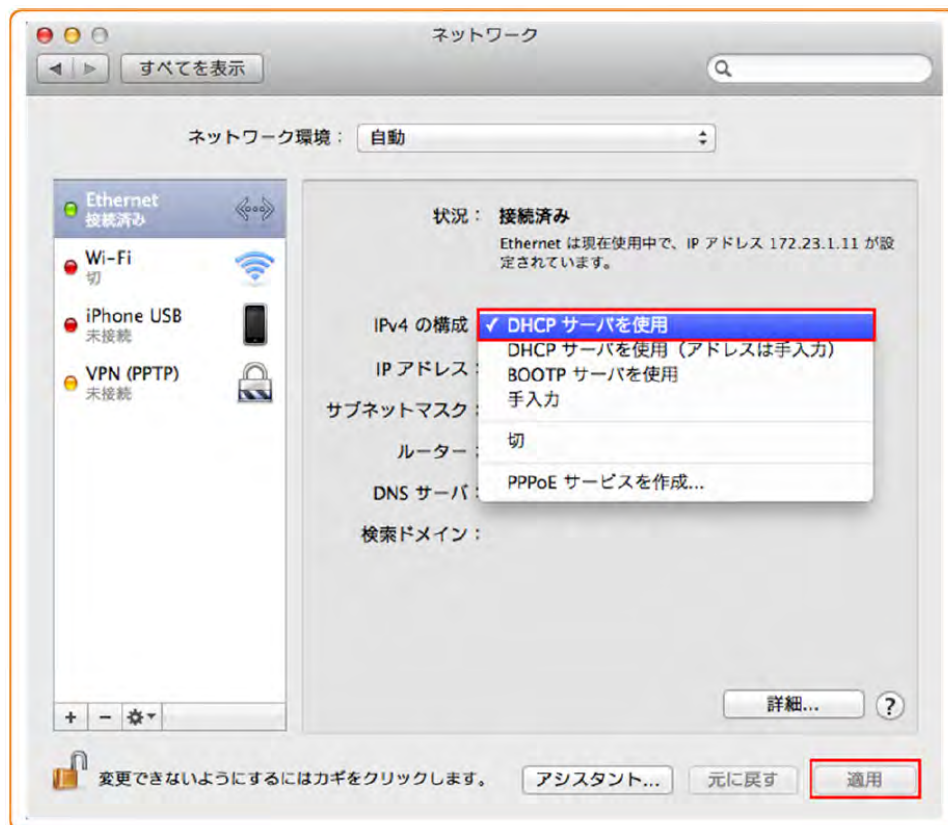 ネットワーク
すべてを表示
ネットワーク環境： 自動
Ethernet
接続済み
Wi-Fi
切
iPhone USB
未接続
VPN (PPTP)
未接続
状況： 接続済み
Ethernet は現在使用中で、IP アドレス 172.23.1.11 が設
定されています。
IPv4 の構成 ✓ DHCP サーバを使用
DHCP サーバを使用（アドレスは手入力）
IP アドレス：
BOOTP サーバを使用
手入力
サブネットマスク：
切
ルーター：
PPPoE サービスを作成...
DNS サーバ：
検索ドメイン：
詳細... ?
+ −
変更できないようにするにはカギをクリックします。 アシスタント... 元に戻す 適用